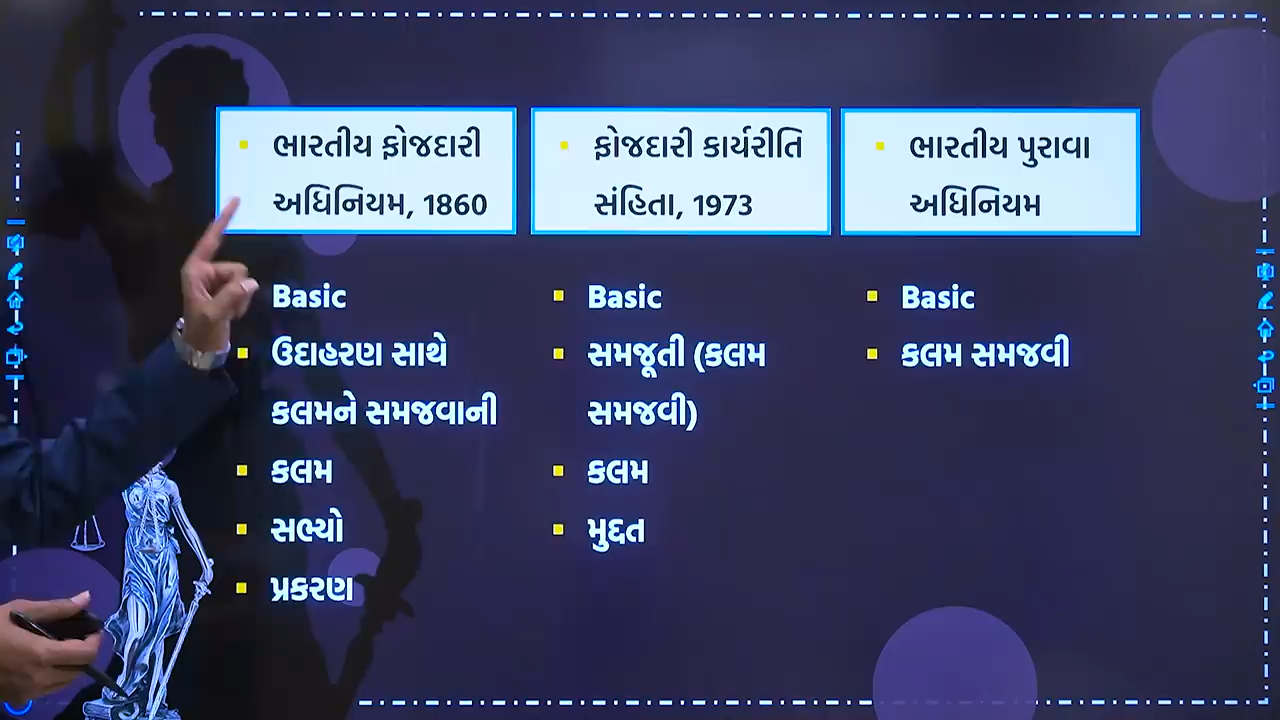 ભારતીય ફોજદારી
અધિનિયમ, 1860
ફોજદારી કાર્યરીતિ
સંહિતા, 1973
ભારતીય પુરાવા
અધિનિયમ
Basic
ઉદાહરણ સાથે
કલમને સમજવાની
કલમ
સભ્યો
પ્રકરણ
Basic
સમજૂતી (કલમ
સમજવી)
કલમ
મુદ્દત
Basic
કલમ સમજવી